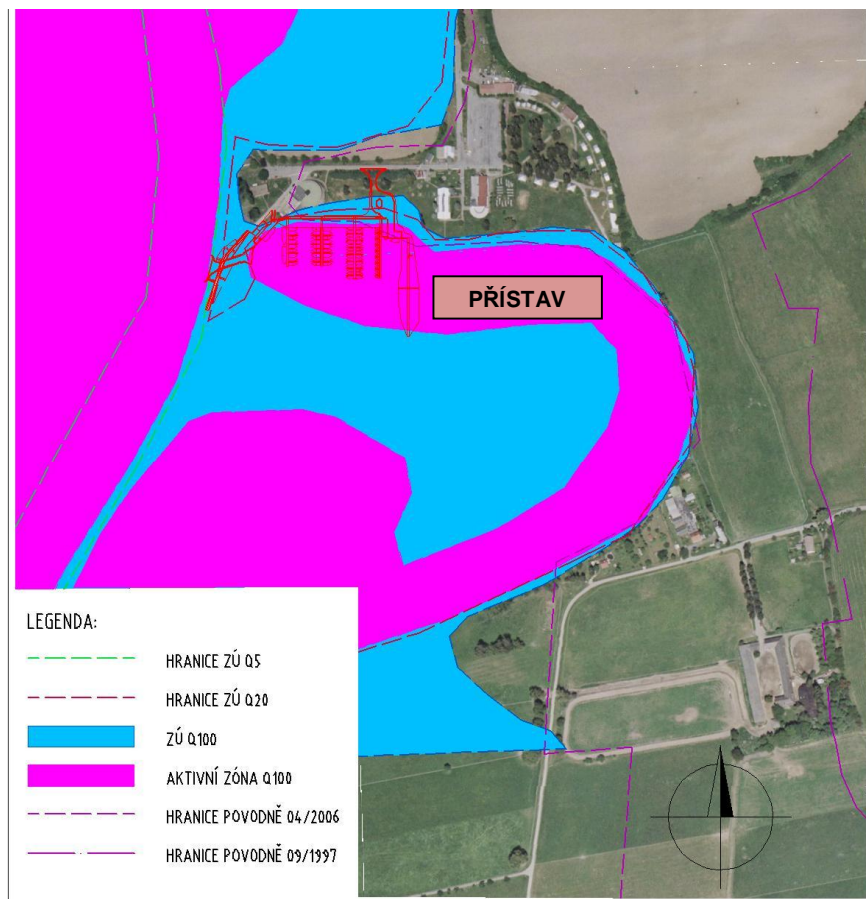 PŘÍSTAV
LEGENDA:
HRANICE ZÚ Q5
HRANICE ZÚ Q20
ZÚ Q100
AKTIVNÍ ZÓNA Q100
HRANICE POVODNĚ 04/2006
HRANICE POVODNĚ 09/1997